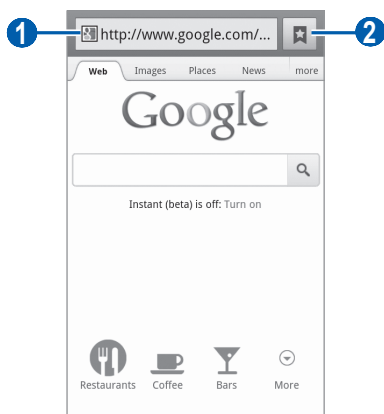 1 http://www.google.com/... 2
Web Images Places News more
Google
Instant (beta) is off: Turn on
Restaurants Coffee Bars More